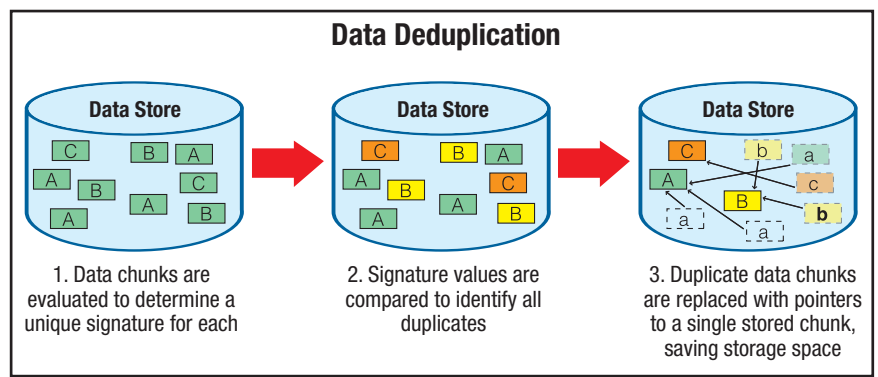 Data Deduplication
Data Store
C
B
A
A
B
C
A
A
B
Data Store
C
B
A
A
B
C
A
A
B
Data Store
C
b
a
A
c
B
b
a
a
1. Data chunks are
evaluated to determine a
unique signature for each
2. Signature values are
compared to identify all
duplicates
3. Duplicate data chunks
are replaced with pointers
to a single stored chunk,
saving storage space